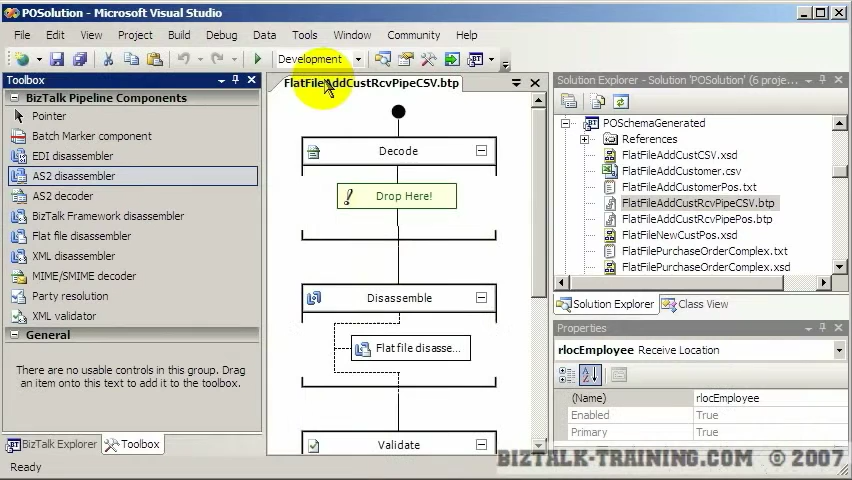 POSolution - Microsoft Visual Studio
File Edit View Project Build Debug Data Tools Window Community Help
Development
Toolbox
BizTalk Pipeline Components
Pointer
Batch Marker component
EDI disassembler
AS2 disassembler
AS2 decoder
BizTalk Framework disassembler
Flat file disassembler
XML disassembler
MIME/SMIME decoder
Party resolution
XML validator
General
There are no usable controls in this group. Drag
an item onto this text to add it to the toolbox.
BizTalk Explorer Toolbox
Ready
FlatFileAddCustRcvPipeCSV.btp
Decode
Drop Here!
Disassemble
Flat file disasse...
Validate
Solution Explorer - Solution 'POSolution' (6 projec...
POSchemaGenerated
References
FlatFileAddCustCSV.xsd
FlatFileAddCustomer.csv
FlatFileAddCustomerPos.txt
FlatFileAddCustRcvPipeCSV.btp
FlatFileAddCustRcvPipePos.btp
FlatFileNewCustPos.xsd
FlatFilePurchaseOrderComplex.txt
FlatFilePurchaseOrderComplex.xsd
Solution Explorer Class View
Properties
rlocEmployee Receive Location
(Name) rlocEmployee
Enabled True
Primary True
BIZTALK-TRAINING.COM © 2007